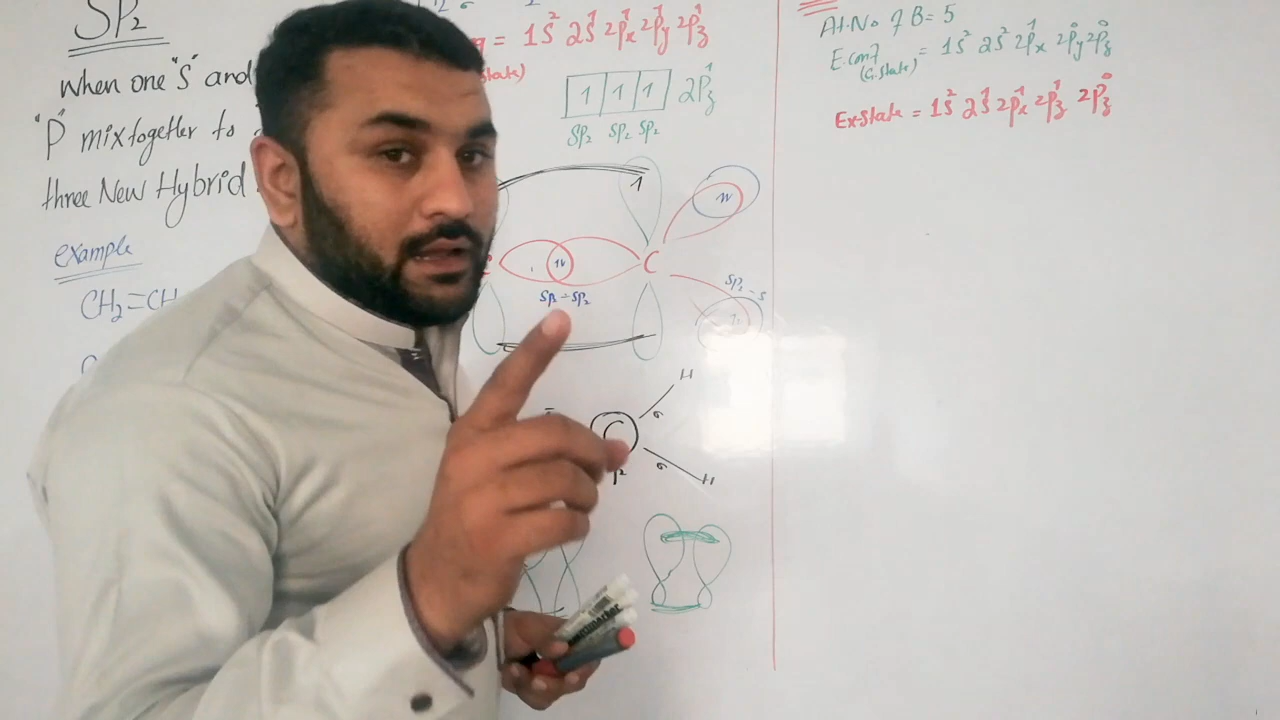 SP2
When one "S" and
"P" mix together to
three New Hybrid
example
CH2=CH
= 1S² 2S¹ 2Px¹ 2Py¹ 2Pz¹
State)
1 1 1 2Pz¹
SP2 SP2 SP2
1
C
SP2-SP2
SP2-S
H
C
σ
σ
H
At-No of B = 5
E.conf = 1S² 2S² 2Px¹ 2Py⁰ 2Pz⁰
(G.State)
Ex-State = 1S² 2S¹ 2Px¹ 2Pz¹ 2Pz⁰